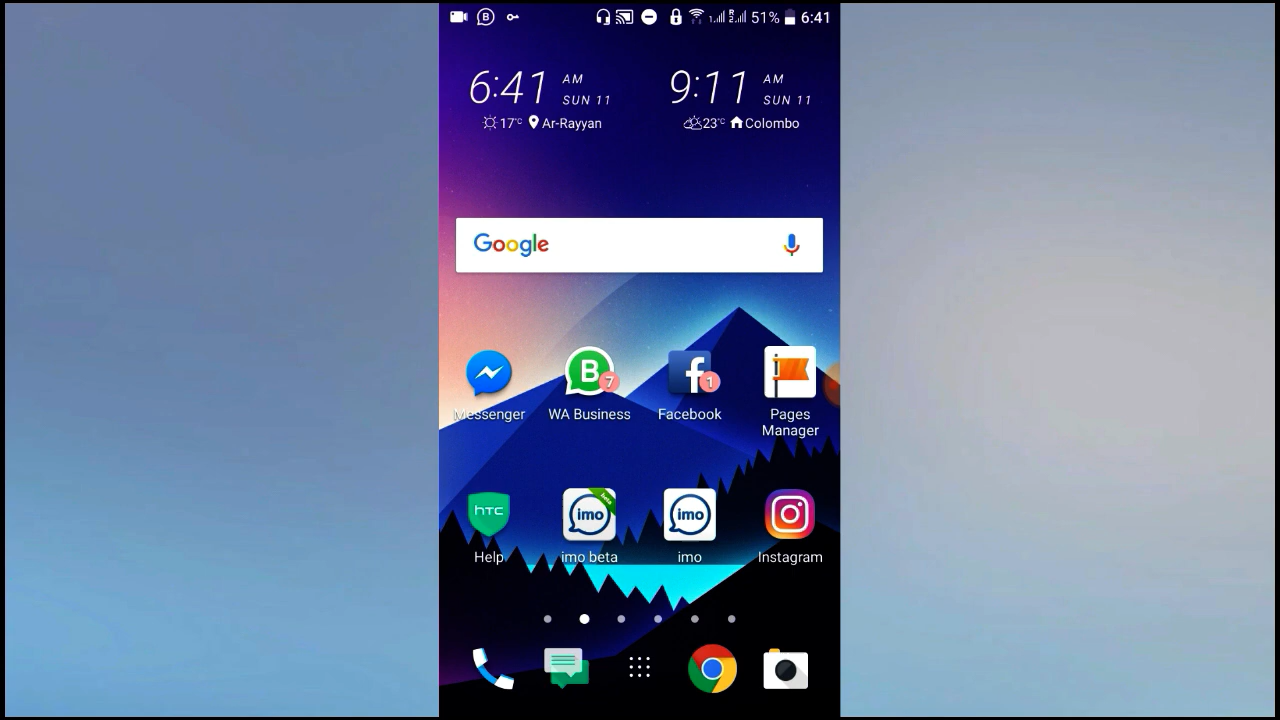 B 51% 6:41
6:41 AM SUN 11
17°C Ar-Rayyan
9:11 AM SUN 11
23°C Colombo
Google
B 7
f 1
Messenger WA Business Facebook Pages Manager
hTC
imo beta
imo
Help imo beta imo Instagram